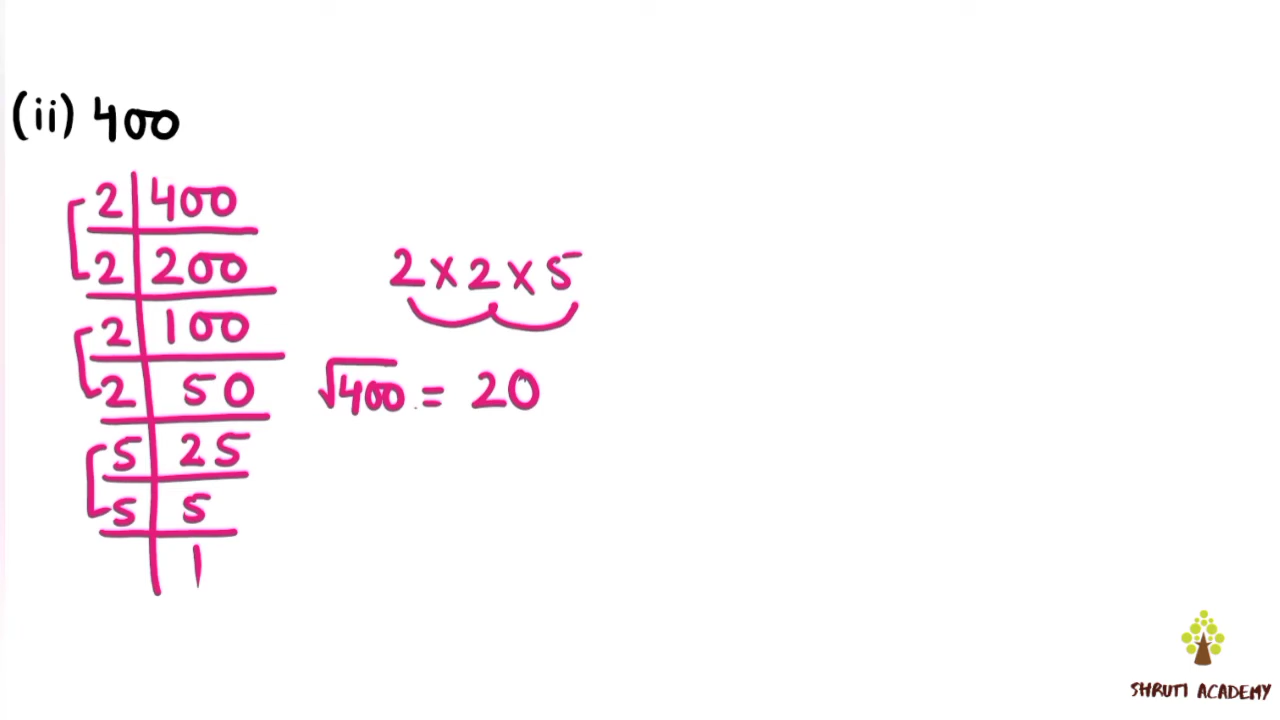 (ii) 400
2 | 400
2 | 200
2 | 100
2 | 50
5 | 25
5 | 5
| 1
2 x 2 x 5
√400 = 20
SHRUTI ACADEMY